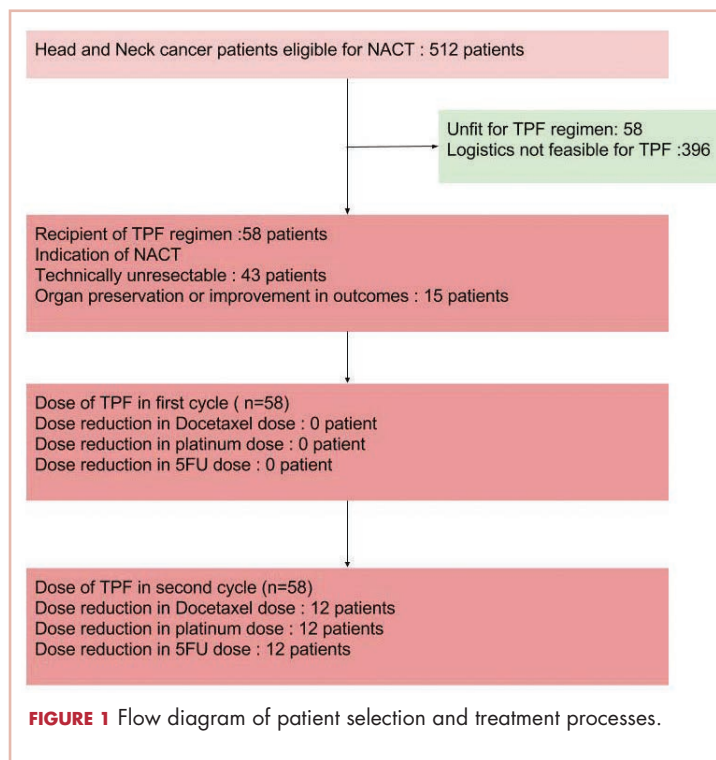 Head and Neck cancer patients eligible for NACT : 512 patients
Unfit for TPF regimen: 58
Logistics not feasible for TPF :396
Recipient of TPF regimen :58 patients
Indication of NACT
Technically unresectable : 43 patients
Organ preservation or improvement in outcomes : 15 patients
Dose of TPF in first cycle ( n=58)
Dose reduction in Docetaxel dose : 0 patient
Dose reduction in platinum dose : 0 patient
Dose reduction in 5FU dose : 0 patient
Dose of TPF in second cycle (n=58)
Dose reduction in Docetaxel dose : 12 patients
Dose reduction in platinum dose : 12 patients
Dose reduction in 5FU dose : 12 patients
FIGURE 1 Flow diagram of patient selection and treatment processes.